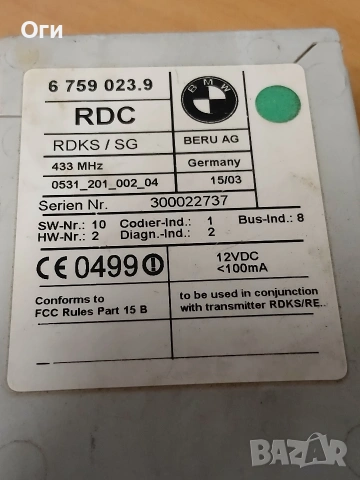 Оги
6 759 023.9
BMW
RDC
RDKS / SG
BERU AG
433 MHz
Germany
0531_201_002_04
15/03
Serien Nr. 300022737
SW-Nr.: 10 Codier-Ind.: 1 Bus-Ind.: 8
HW-Nr.: 2 Diagn.-Ind.: 2
CE 0499
12VDC
<100mA
Conforms to
FCC Rules Part 15 B
to be used in conjunction
with transmitter RDKS/RE..
BAZAR